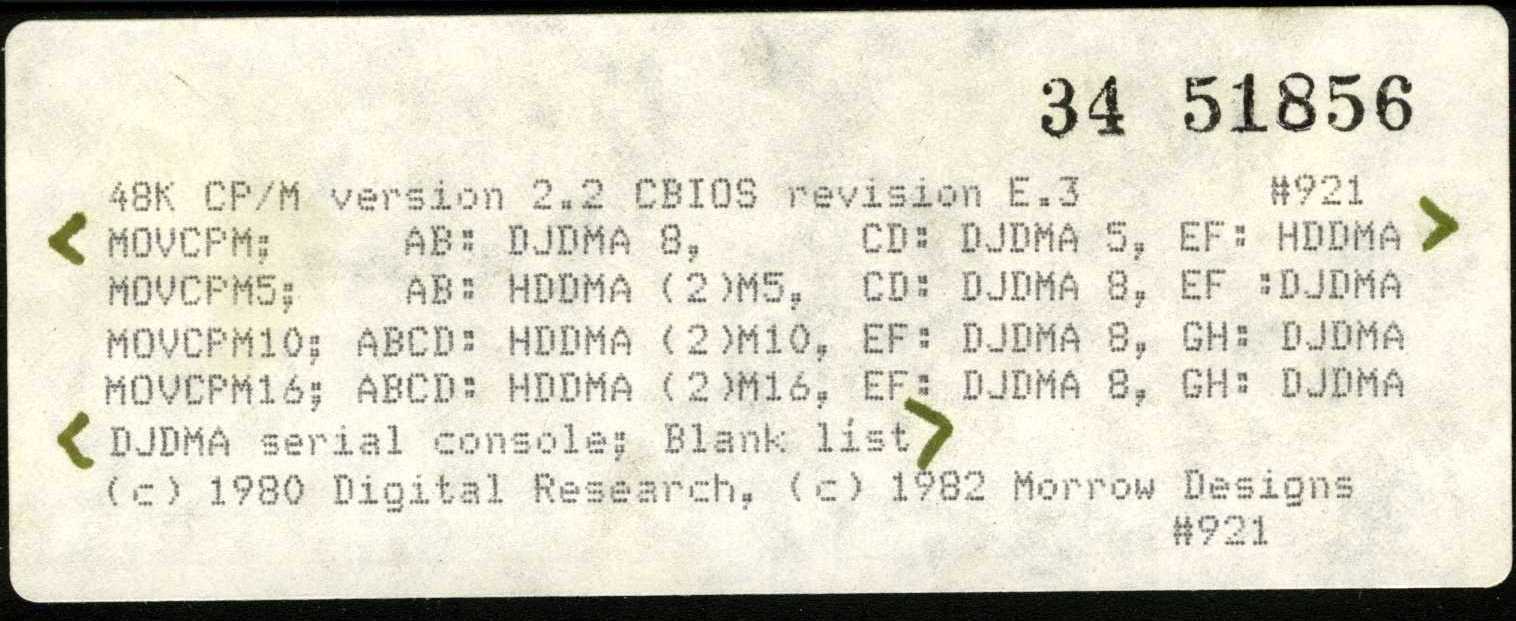 34 51856
48K CP/M version 2.2 CBIOS revision E.3 #921
< MOVCPM; AB: DJDMA 8, CD: DJDMA 5, EF: HDDMA >
MOVCPM5; AB: HDDMA (2)M5, CD: DJDMA 8, EF :DJDMA
MOVCPM10; ABCD: HDDMA (2)M10, EF: DJDMA 8, GH: DJDMA
MOVCPM16; ABCD: HDDMA (2)M16, EF: DJDMA 8, GH: DJDMA
< DJDMA serial console; Blank list >
(c) 1980 Digital Research, (c) 1982 Morrow Designs
#921